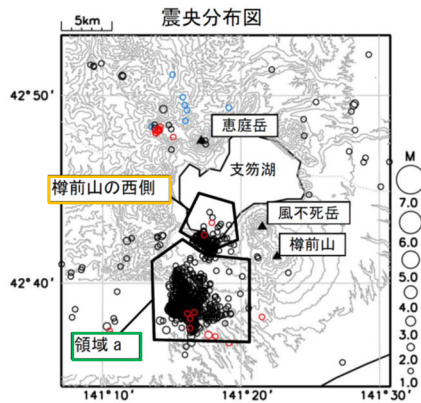 震央分布図
5km
42°50'
恵庭岳
支笏湖
樽前山の西側
風不死岳
樽前山
42°40'
領域 a
M
7.0
6.0
5.0
4.0
3.0
2.0
1.0
141°10'
141°20'
141°30'